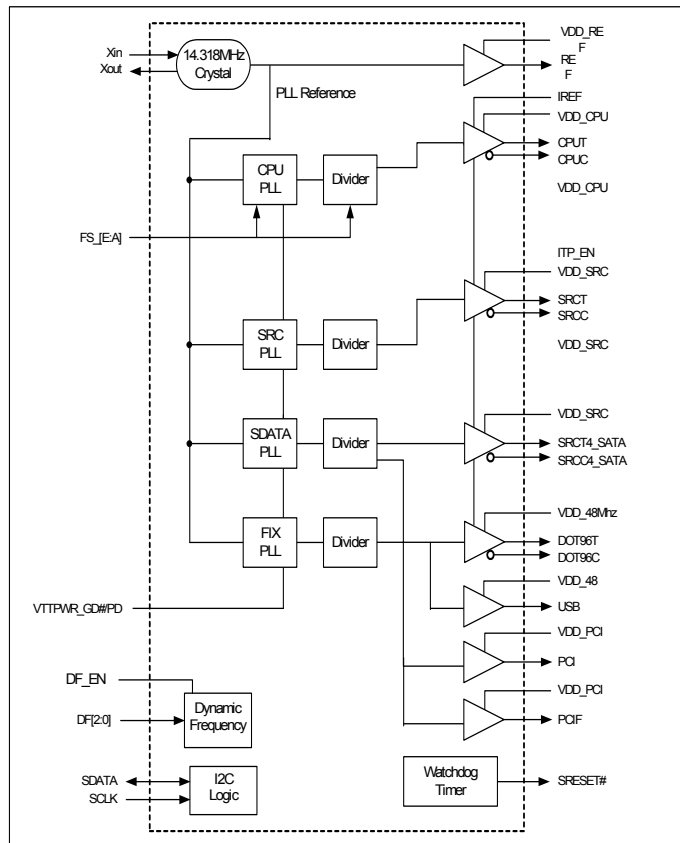 VDD_RE
F
Xin
14.318MHz
Crystal
Xout
RE
F
PLL Reference
IREF
VDD_CPU
CPU
PLL
Divider
CPUT
CPUC
VDD_CPU
FS_[E:A]
ITP_EN
VDD_SRC
SRCT
SRCC
SRC
PLL
Divider
VDD_SRC
VDD_SRC
SDATA
PLL
Divider
SRCT4_SATA
SRCC4_SATA
VDD_48Mhz
FIX
PLL
Divider
DOT96T
DOT96C
VDD_48
VTTPWR_GD#/PD
USB
VDD_PCI
PCI
DF_EN
VDD_PCI
Dynamic
Frequency
DF[2:0]
PCIF
SDATA
SCLK
I2C
Logic
Watchdog
Timer
SRESET#